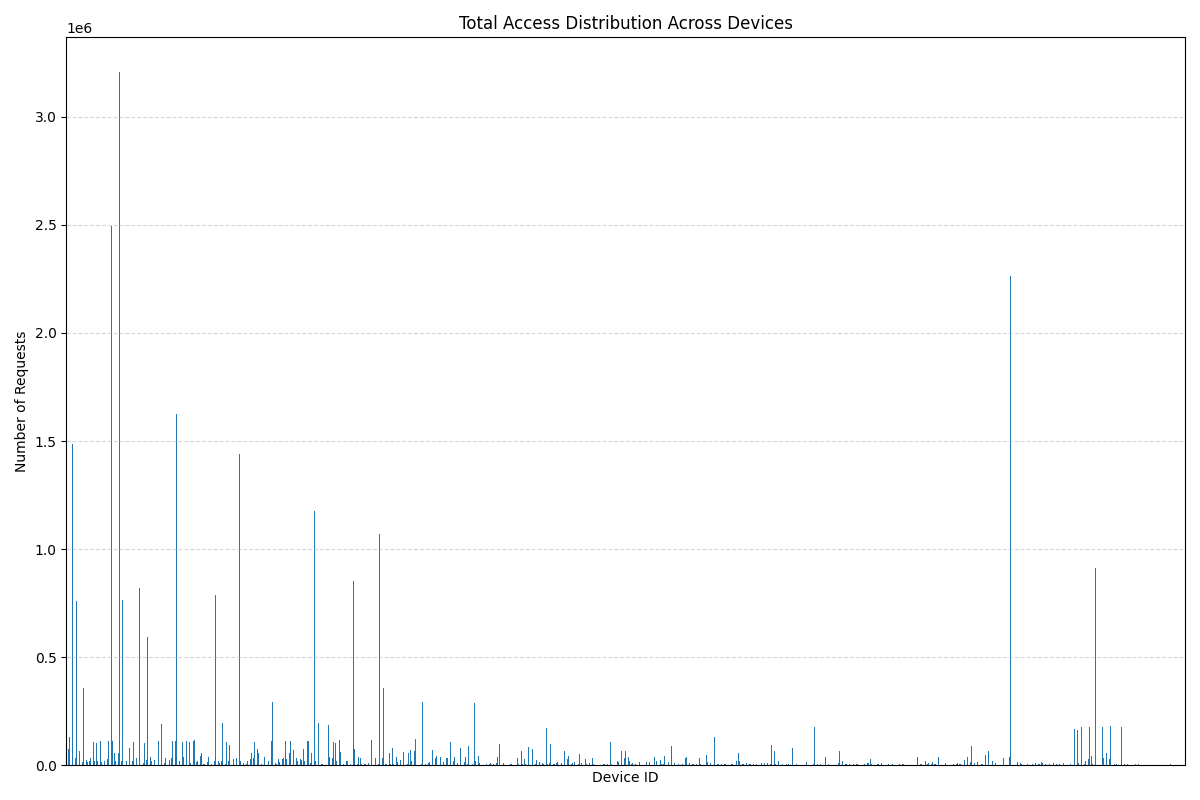 Total Access Distribution Across Devices
1e6
3.0
2.5
2.0
1.5
1.0
0.5
0.0
Number of Requests
Device ID